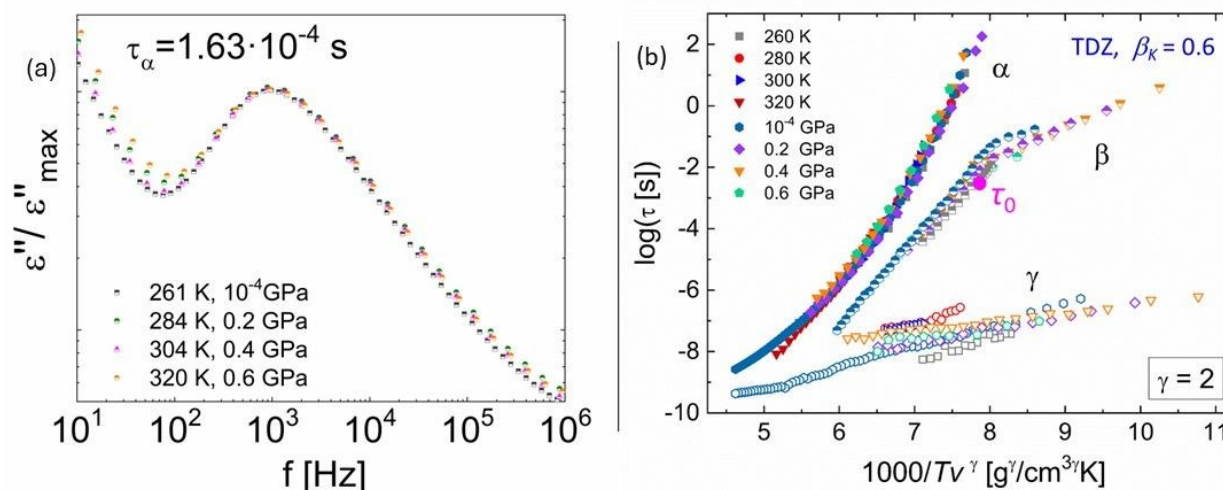 (a)
τα=1.63·10-4 s
ε''/ ε''max
261 K, 10-4GPa
284 K, 0.2 GPa
304 K, 0.4 GPa
320 K, 0.6 GPa
10¹ 10² 10³ 10⁴ 10⁵ 10⁶
f [Hz]
(b)
TDZ, βK = 0.6
260 K
280 K
300 K
320 K
10-4 GPa
0.2 GPa
0.4 GPa
0.6 GPa
α
β
τ0
γ
γ = 2
log(τ [s])
2
0
-2
-4
-6
-8
-10
5 6 7 8 9 10 11
1000/Tvγ [gγ/cm3γK]